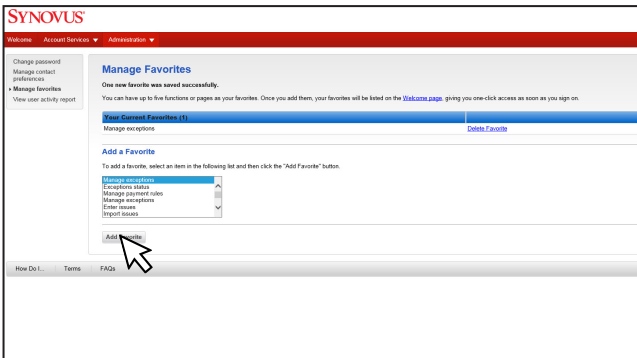 SYNOVUS
Welcome Account Services Administration
Change password
Manage contact
preferences
Manage favorites
View user activity report
Manage Favorites
One new favorite was saved successfully.
You can have up to five functions or pages as your favorites. Once you add them, your favorites will be listed on the Welcome page, giving you one-click access as soon as you sign on.
Your Current Favorites (1)
Manage exceptions Delete Favorite
Add a Favorite
To add a favorite, select an item in the following list and then click the "Add Favorite" button.
Manage exceptions
Exceptions status
Manage payment rules
Manage exceptions
Enter issues
Import issues
Add Favorite
How Do I... Terms FAQs